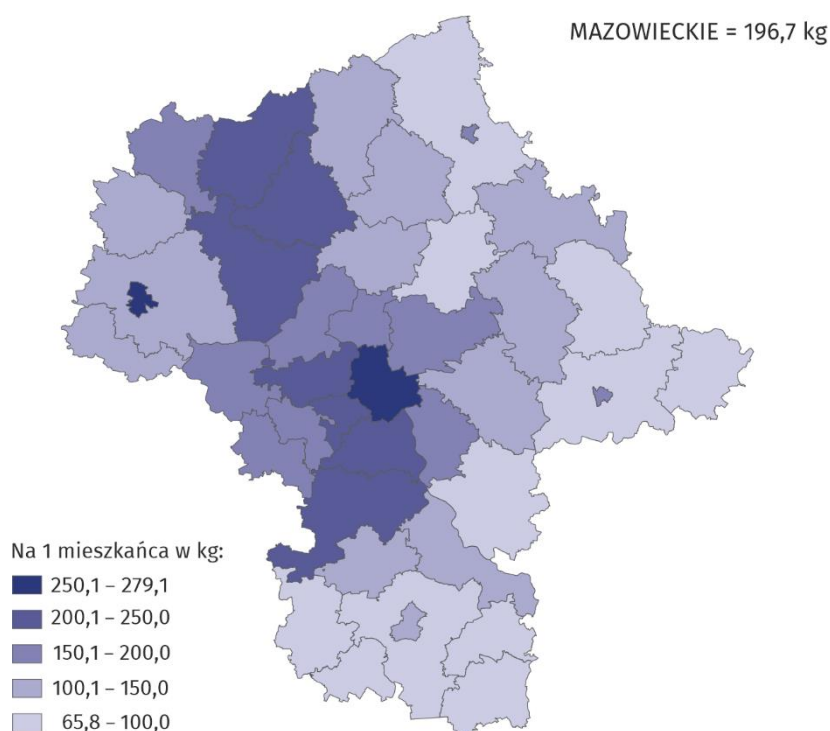 MAZOWIECKIE = 196,7 kg
Na 1 mieszkańca w kg:
250,1 – 279,1
200,1 – 250,0
150,1 – 200,0
100,1 – 150,0
65,8 – 100,0